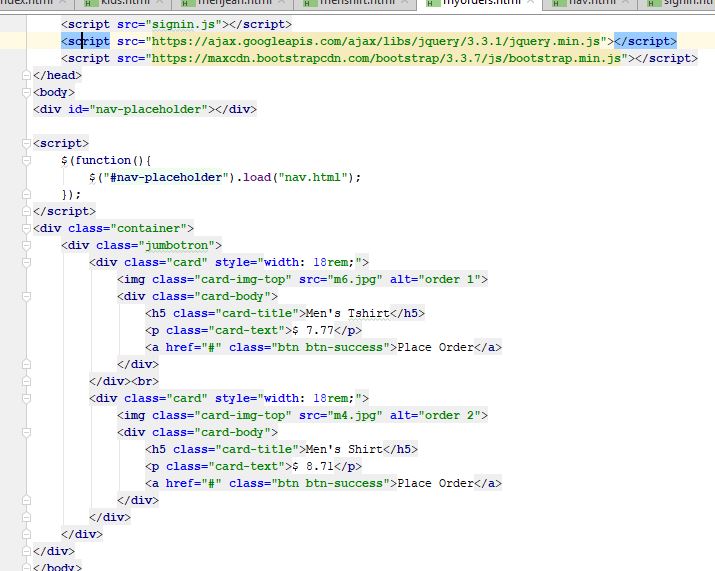 kids.html menjean.html menshirt.html myorders.html nav.html
<script src="signin.js"></script>
<script src="https://ajax.googleapis.com/ajax/libs/jquery/3.3.1/jquery.min.js"></script>
<script src="https://maxcdn.bootstrapcdn.com/bootstrap/3.3.7/js/bootstrap.min.js"></script>
</head>
<body>
<div id="nav-placeholder"></div>
<script>
$(function(){
$("#nav-placeholder").load("nav.html");
});
</script>
<div class="container">
<div class="jumbotron">
<div class="card" style="width: 18rem;">
<img class="card-img-top" src="m6.jpg" alt="order 1">
<div class="card-body">
<h5 class="card-title">Men's Tshirt</h5>
<p class="card-text">$ 7.77</p>
<a href="#" class="btn btn-success">Place Order</a>
</div>
</div><br>
<div class="card" style="width: 18rem;">
<img class="card-img-top" src="m4.jpg" alt="order 2">
<div class="card-body">
<h5 class="card-title">Men's Shirt</h5>
<p class="card-text">$ 8.71</p>
<a href="#" class="btn btn-success">Place Order</a>
</div>
</div>
</div>
</div>
</body>